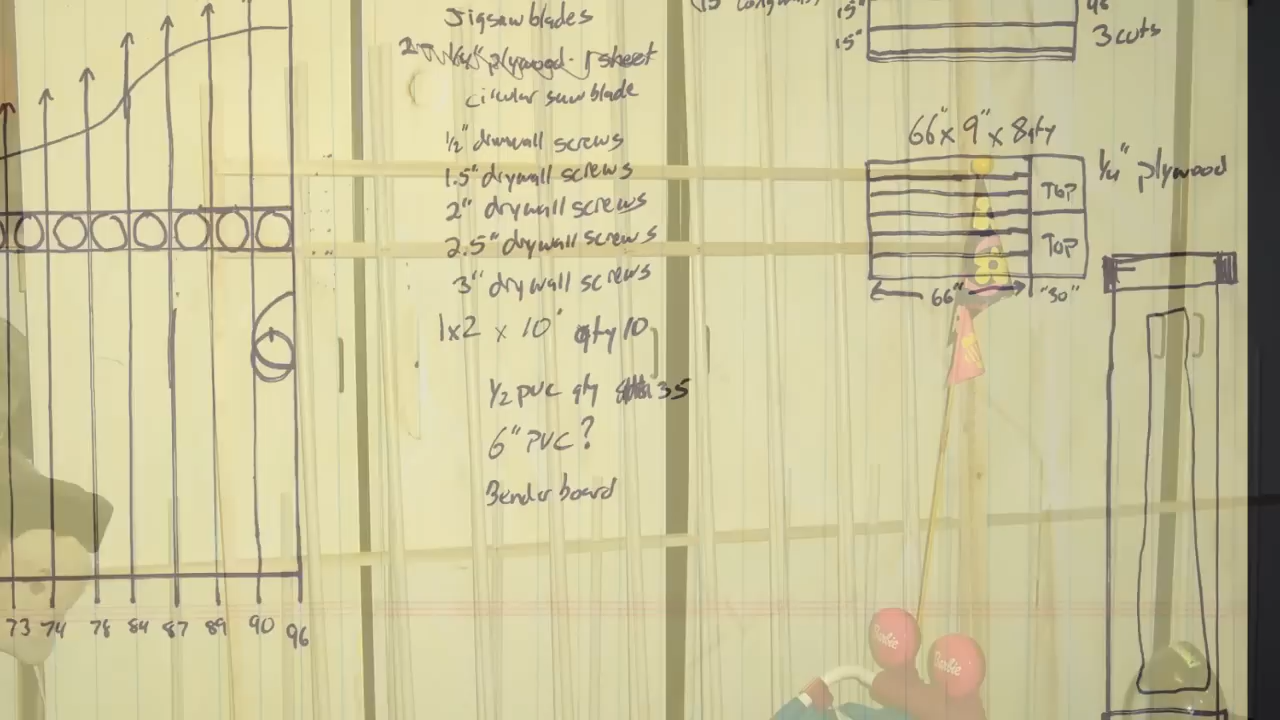 Jigsaw blades
plywood - 1 sheet
circular saw blade
1/2" drywall screws
1.5" drywall screws
2" drywall screws
2.5" drywall screws
3" drywall screws
1x2 x 10' qty 10
1/2 PVC qty 35
6" PVC?
Bender board
15"
15"
3 cuts
66" x 9" x 8qty
1/4" plywood
TOP
TOP
66"
"30"
73 74 78 84 87 89 90 96
Barbie
Barbie